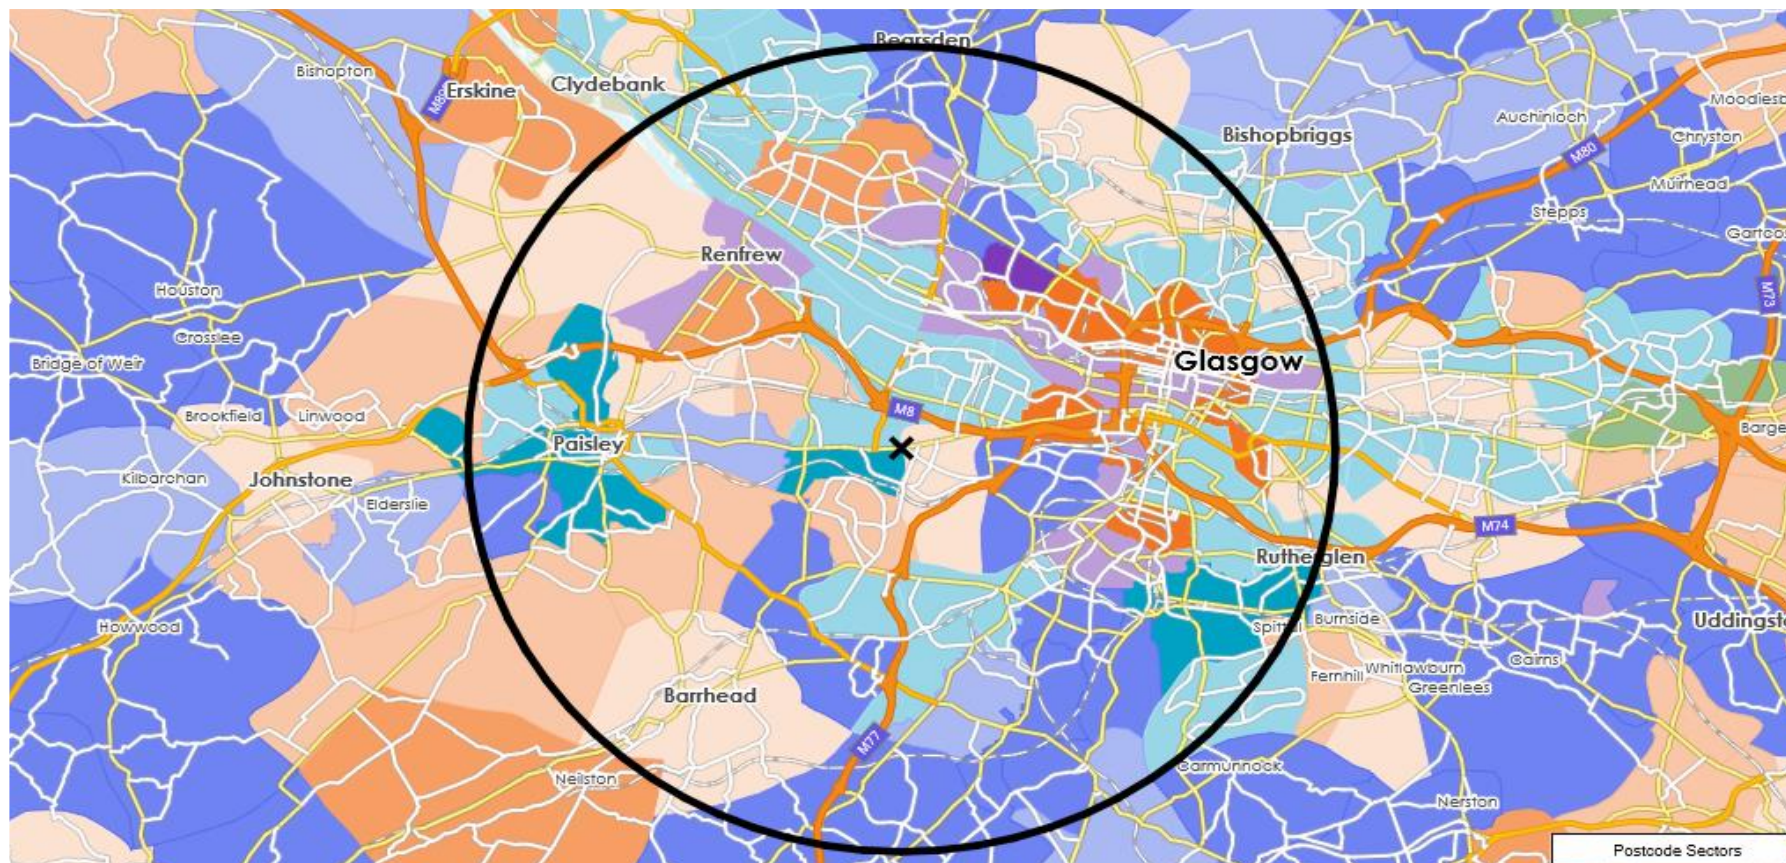 Bearsden
Bishopton
Clydebank
Erskine
Moodiesb
Auchinloch
Bishopbriggs
Chryston
M80
Muirhead
Stepps
Gartcos
Renfrew
Houston
M73
Crosslee
Bridge of Weir
Glasgow
M8
Brookfield
Linwood
Paisley
Barge
Kilbarchan
Johnstone
Elderslie
M74
Rutherglen
Howwood
Burnside
Uddingst
Spittal
Cairns
Whitlawburn
Fernhill
Greenlees
Barrhead
M77
Carmunnock
Neilston
Nerston
Postcode Sectors